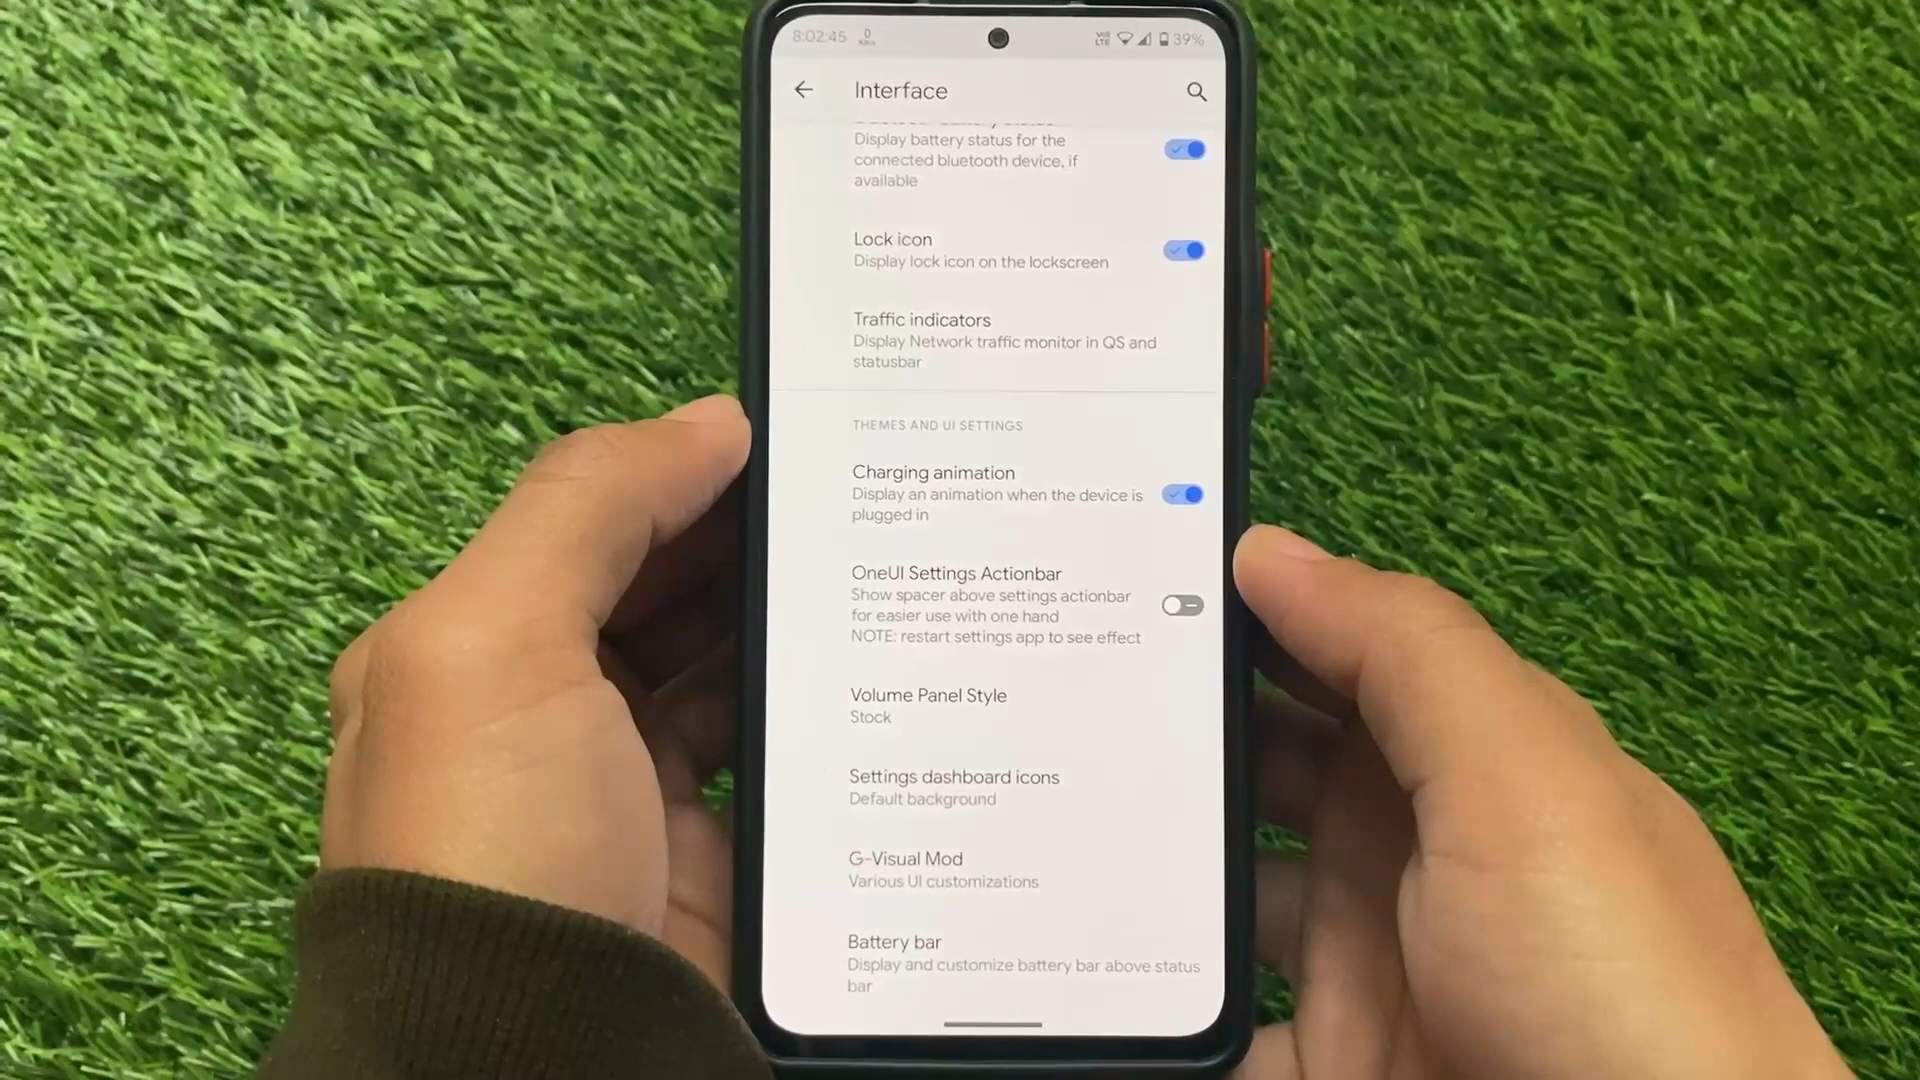 8:02:45 0
39%
Interface
Display battery status for the
connected bluetooth device, if
available
Lock icon
Display lock icon on the lockscreen
Traffic indicators
Display Network traffic monitor in QS and
statusbar
THEMES AND UI SETTINGS
Charging animation
Display an animation when the device is
plugged in
OneUI Settings Actionbar
Show spacer above settings actionbar
for easier use with one hand
NOTE: restart settings app to see effect
Volume Panel Style
Stock
Settings dashboard icons
Default background
G-Visual Mod
Various UI customizations
Battery bar
Display and customize battery bar above status
bar